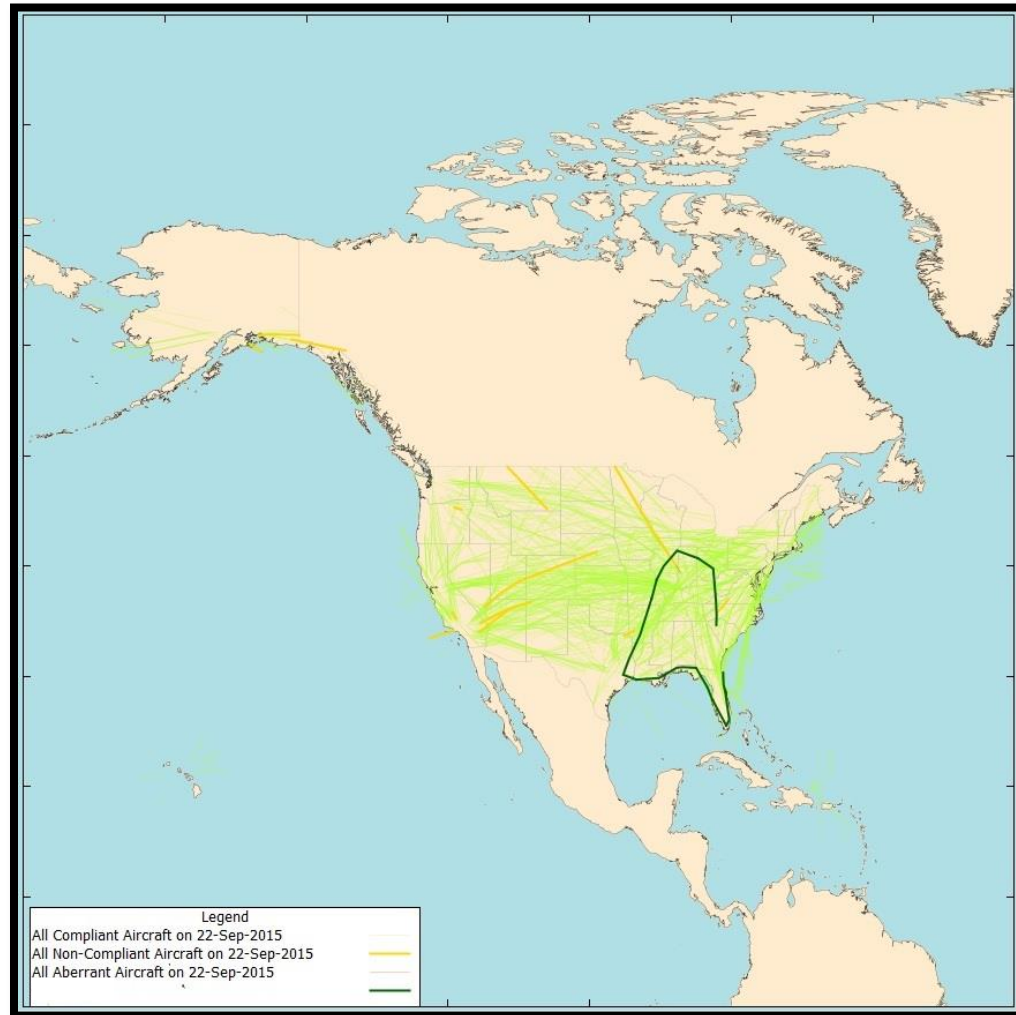 Legend
All Compliant Aircraft on 22-Sep-2015
All Non-Compliant Aircraft on 22-Sep-2015
All Aberrant Aircraft on 22-Sep-2015